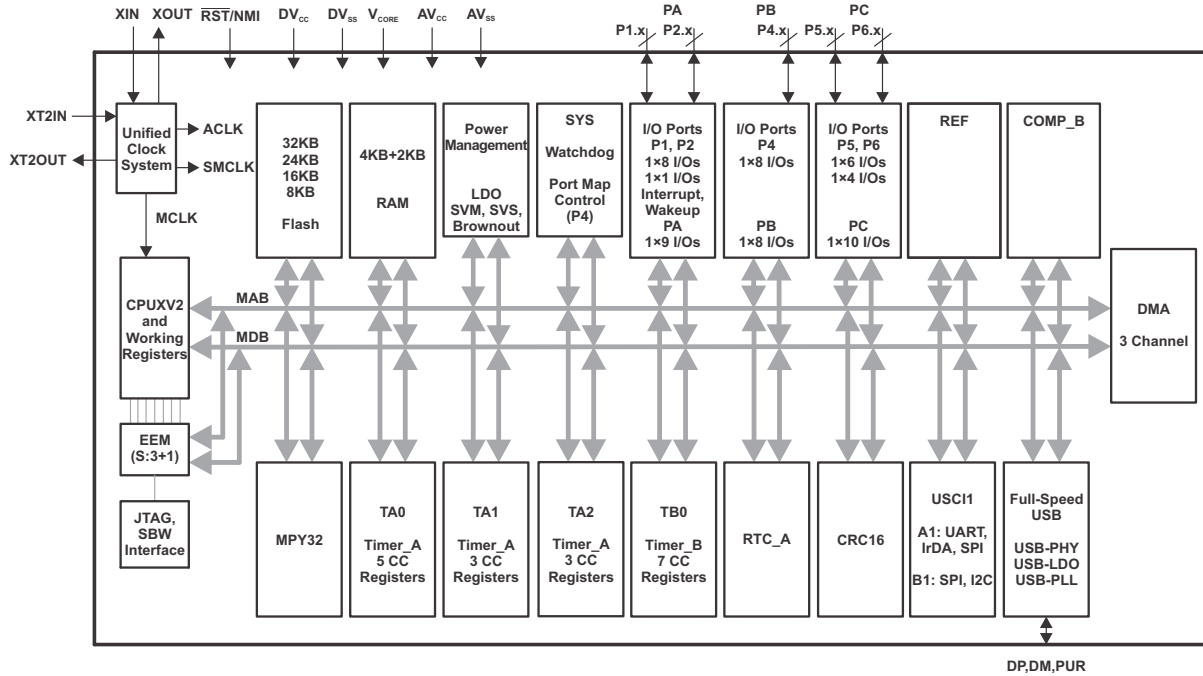 XIN
XOUT
RST/NMI
DVCC
DVSS
VCORE
AVCC
AVSS
PA
P1.x
P2.x
PB
P4.x
PC
P5.x
P6.x
XT2IN
XT2OUT
Unified
Clock
System
ACLK
SMCLK
MCLK
32KB
24KB
16KB
8KB
Flash
4KB+2KB
RAM
Power
Management
LDO
SVM, SVS,
Brownout
SYS
Watchdog
Port Map
Control
(P4)
I/O Ports
P1, P2
1×8 I/Os
1×1 I/Os
Interrupt,
Wakeup
PA
1×9 I/Os
I/O Ports
P4
1×8 I/Os
PB
1×8 I/Os
I/O Ports
P5, P6
1×6 I/Os
1×4 I/Os
PC
1×10 I/Os
REF
COMP_B
CPUXV2
and
Working
Registers
MAB
MDB
DMA
3 Channel
EEM
(S:3+1)
JTAG,
SBW
Interface
MPY32
TA0
Timer_A
5 CC
Registers
TA1
Timer_A
3 CC
Registers
TA2
Timer_A
3 CC
Registers
TB0
Timer_B
7 CC
Registers
RTC_A
CRC16
USCI1
A1: UART,
IrDA, SPI
B1: SPI, I2C
Full-Speed
USB
USB-PHY
USB-LDO
USB-PLL
DP,DM,PUR